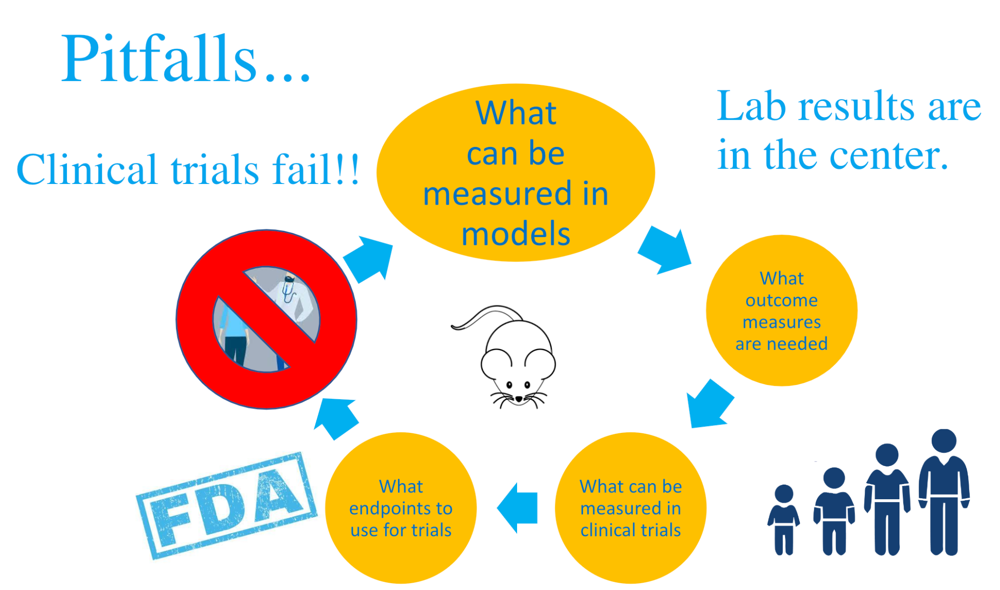 Pitfalls...
Clinical trials fail!!
What
can be
measured in
models
Lab results are
in the center.
What
outcome
measures
are needed
What can be
measured in
clinical trials
What
endpoints to
use for trials
FDA